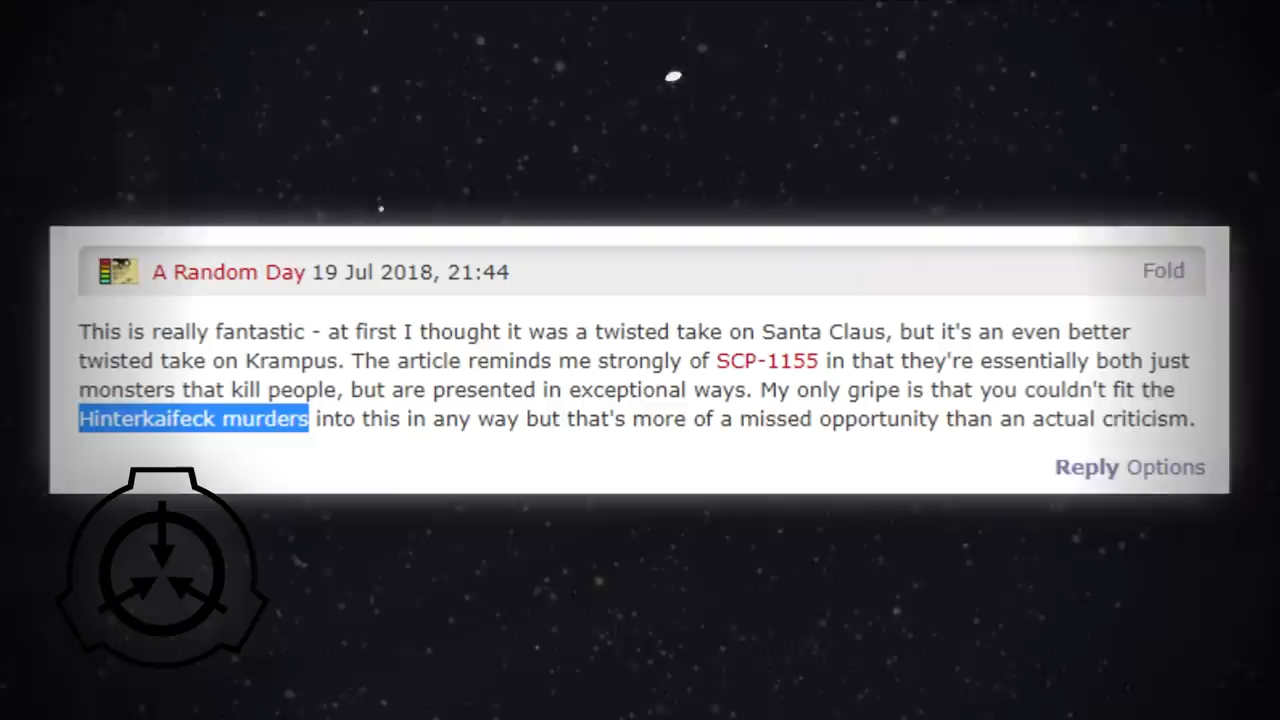 A Random Day 19 Jul 2018, 21:44 Fold
This is really fantastic - at first I thought it was a twisted take on Santa Claus, but it's an even better
twisted take on Krampus. The article reminds me strongly of SCP-1155 in that they're essentially both just
monsters that kill people, but are presented in exceptional ways. My only gripe is that you couldn't fit the
Hinterkaifeck murders into this in any way but that's more of a missed opportunity than an actual criticism.
Reply Options